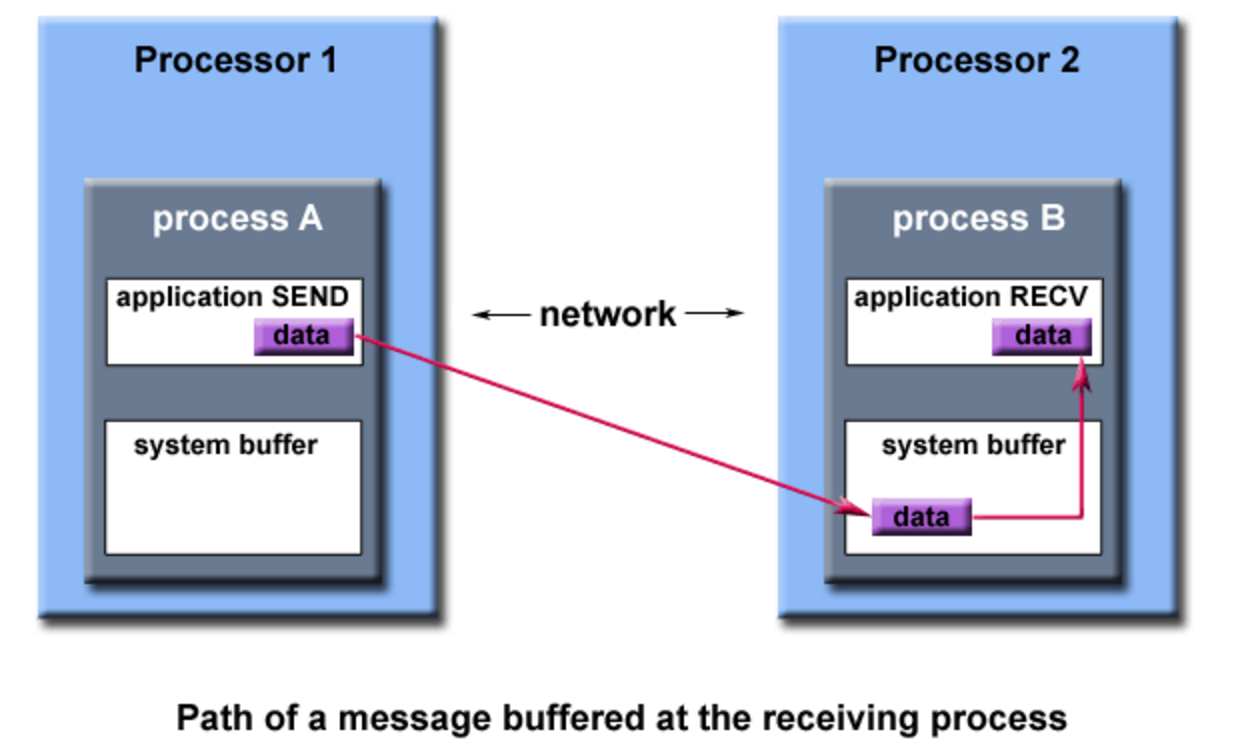 Processor 1
process A
application SEND
data
system buffer
network
Processor 2
process B
application RECV
data
system buffer
data
Path of a message buffered at the receiving process